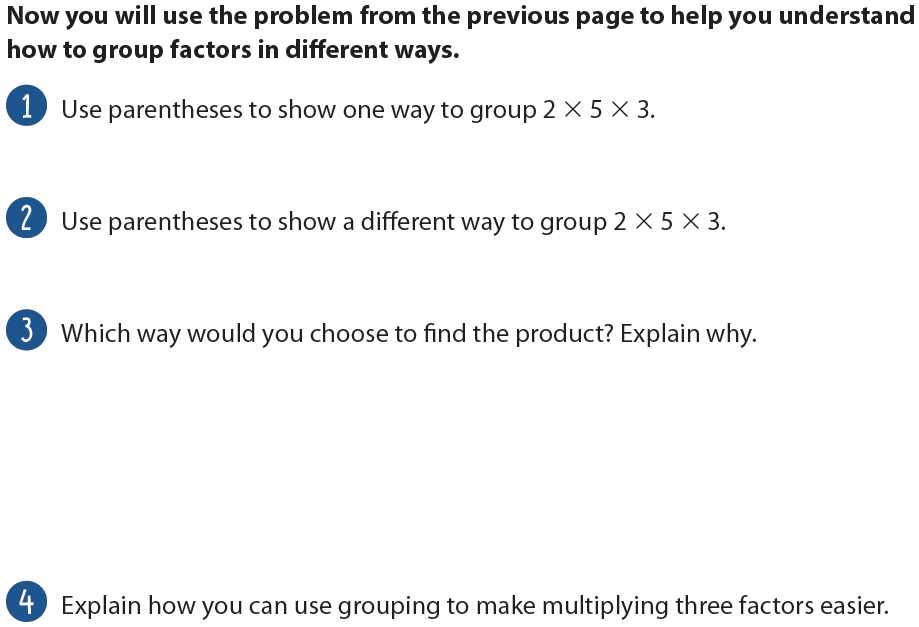 Now you will use the problem from the previous page to help you understand
how to group factors in different ways.
1 Use parentheses to show one way to group 2 × 5 × 3.
2 Use parentheses to show a different way to group 2 × 5 × 3.
3 Which way would you choose to find the product? Explain why.
4 Explain how you can use grouping to make multiplying three factors easier.